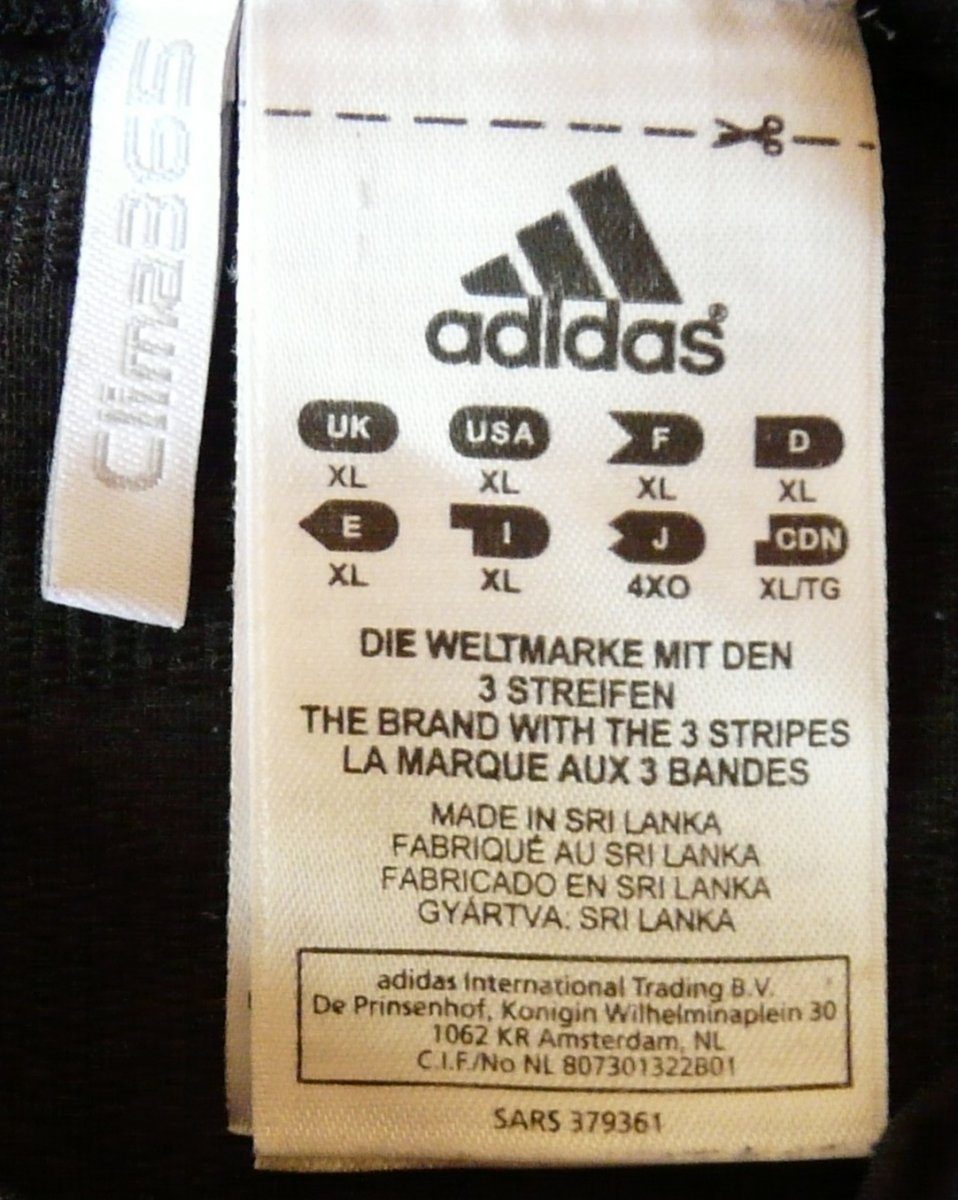 Clima365
adidas®
UK USA F D
XL XL XL XL
E I J CDN
XL XL 4XO XL/TG
DIE WELTMARKE MIT DEN
3 STREIFEN
THE BRAND WITH THE 3 STRIPES
LA MARQUE AUX 3 BANDES
MADE IN SRI LANKA
FABRIQUÉ AU SRI LANKA
FABRICADO EN SRI LANKA
GYÁRTVA. SRI LANKA
adidas International Trading B.V.
De Prinsenhof, Konigin Wilhelminaplein 30
1062 KR Amsterdam, NL
C.I.F./No NL 807301322B01
SARS 379361